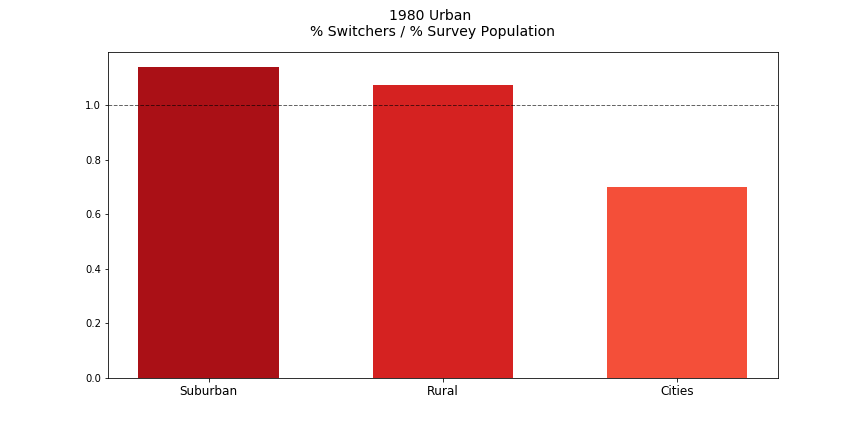 1980 Urban
% Switchers / % Survey Population
1.0
0.8
0.6
0.4
0.2
0.0
Suburban
Rural
Cities